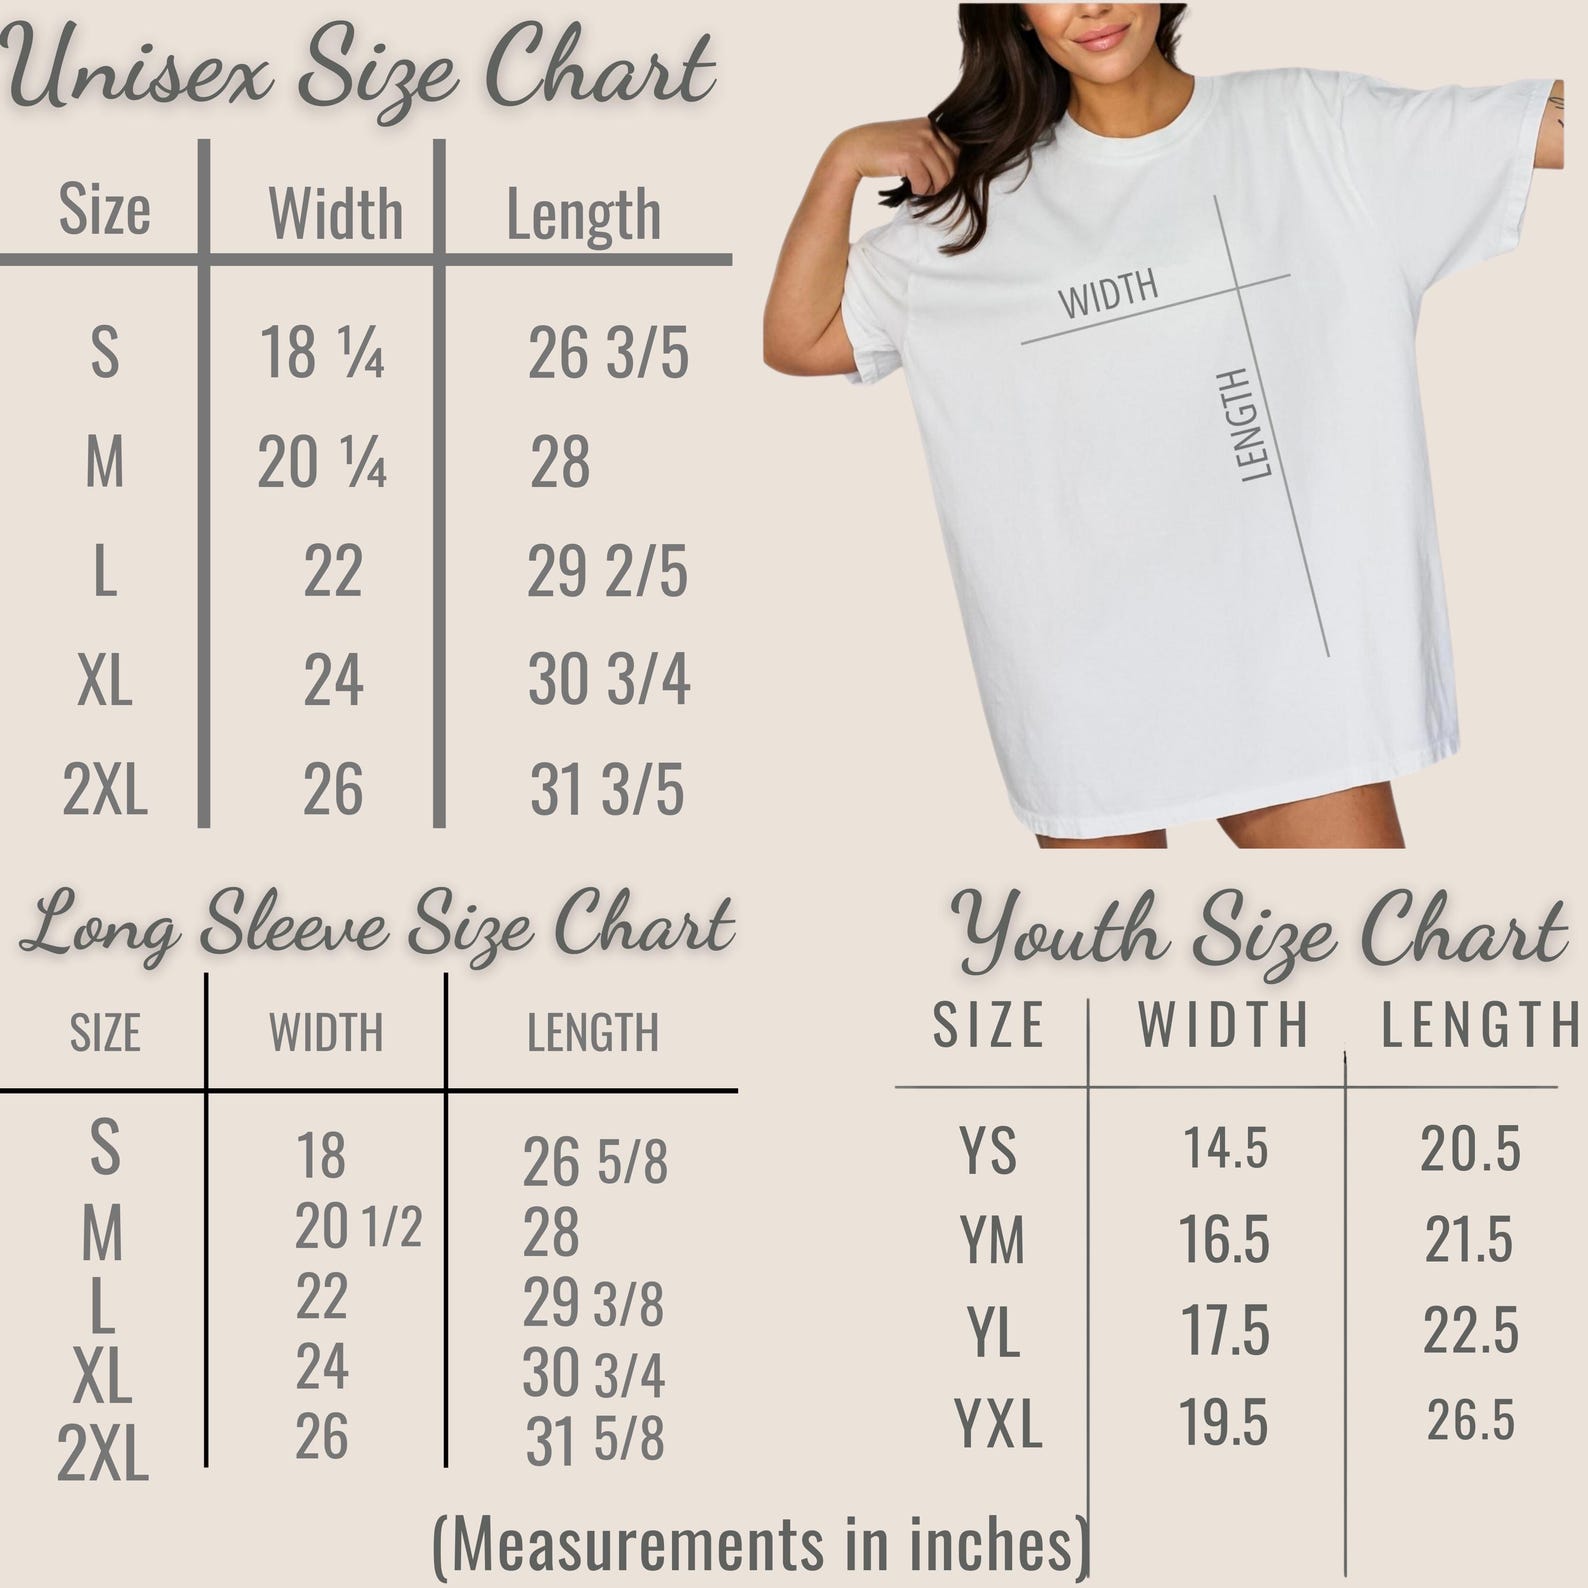 Unisex Size Chart
Size Width Length
S 18 ¼ 26 3/5
M 20 ¼ 28
L 22 29 2/5
XL 24 30 3/4
2XL 26 31 3/5
WIDTH
LENGTH
Long Sleeve Size Chart
SIZE WIDTH LENGTH
S 18 26 5/8
M 20 1/2 28
L 22 29 3/8
XL 24 30 3/4
2XL 26 31 5/8
Youth Size Chart
SIZE WIDTH LENGTH
YS 14.5 20.5
YM 16.5 21.5
YL 17.5 22.5
YXL 19.5 26.5
(Measurements in inches)